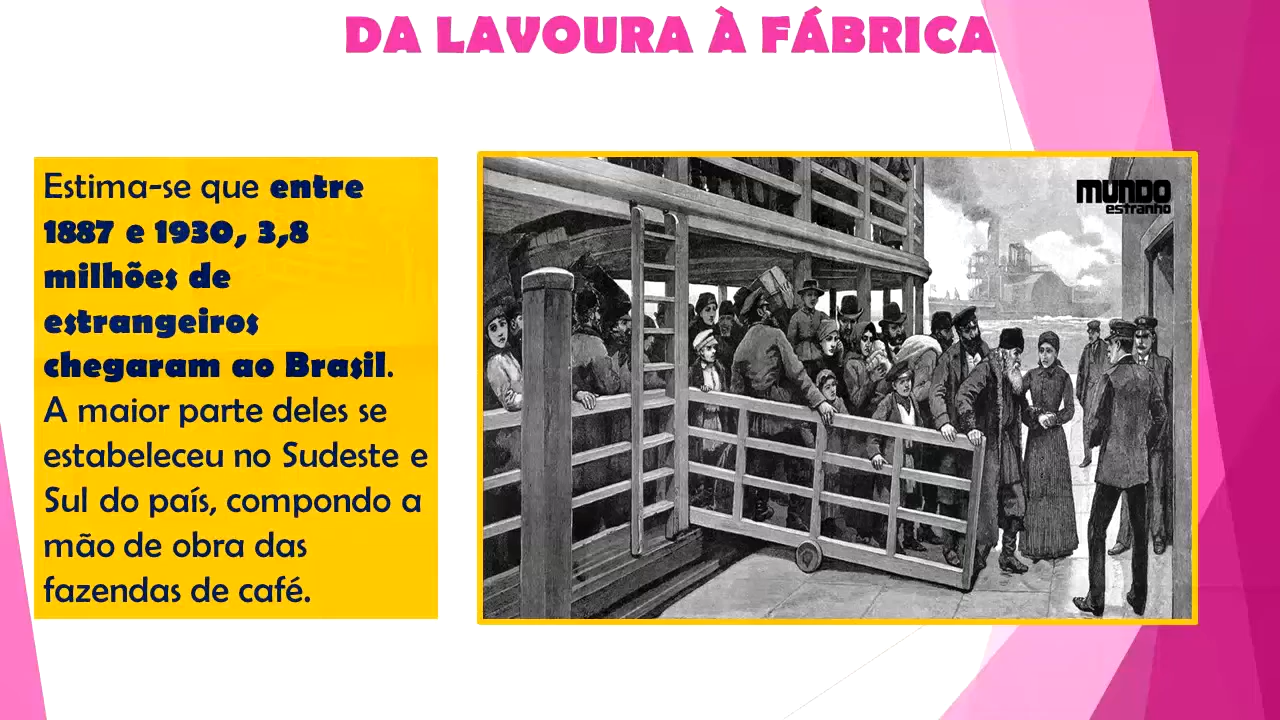 DA LAVOURA À FÁBRICA
Estima-se que entre
1887 e 1930, 3,8
milhões de
estrangeiros
chegaram ao Brasil.
A maior parte deles se
estabeleceu no Sudeste e
Sul do país, compondo a
mão de obra das
fazendas de café.
MUNDO
estranho